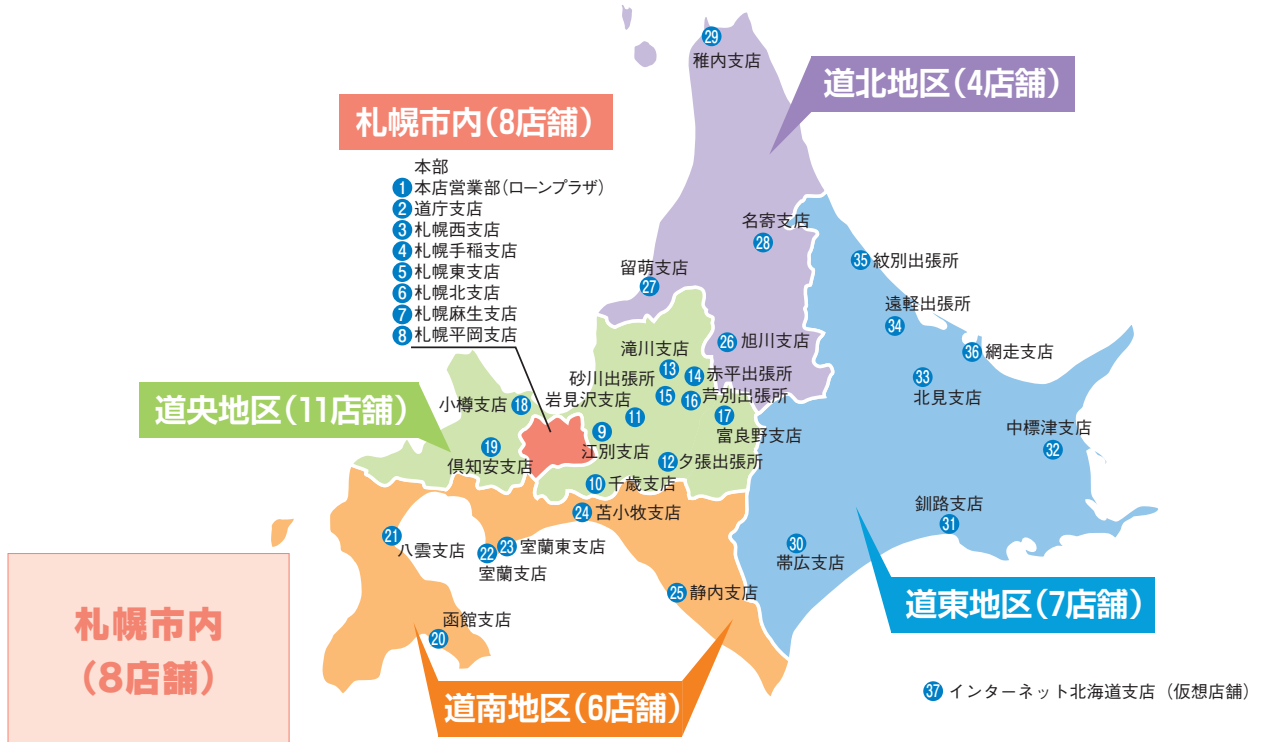 ㉙
稚内支店
道北地区(4店舗)
札幌市内(8店舗)
本部
①本店営業部(ローンプラザ)
②道庁支店
③札幌西支店
④札幌手稲支店
⑤札幌東支店
⑥札幌北支店
⑦札幌麻生支店
⑧札幌平岡支店
名寄支店
㉘
留萌支店
㉗
㉖旭川支店
㉟紋別出張所
遠軽出張所
㉞
㊱網走支店
㉝
北見支店
中標津支店
㉜
釧路支店
㉛
㉚
帯広支店
道東地区(7店舗)
滝川支店
⑬
⑭赤平出張所
砂川出張所
⑮
⑯芦別出張所
岩見沢支店
⑪
⑰
富良野支店
⑨
江別支店
⑫夕張出張所
⑩千歳支店
道央地区(11店舗)
小樽支店⑱
⑲
倶知安支店
㉔苫小牧支店
㉑
八雲支店
㉓室蘭東支店
㉒
室蘭支店
㉕静内支店
函館支店
⑳
道南地区(6店舗)
札幌市内
(8店舗)
㊲インターネット北海道支店(仮想店舗)